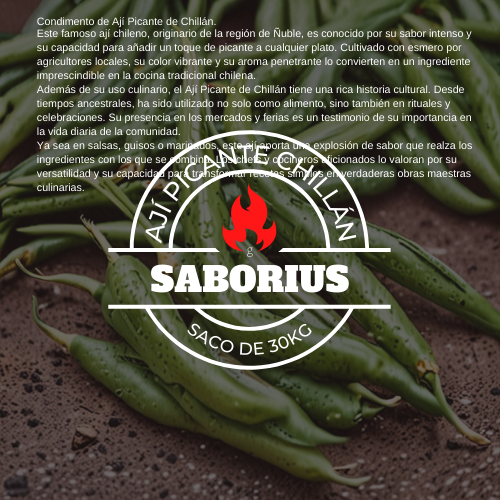 Condimento de Ají Picante de Chillán.
Este famoso ají chileno, originario de la región de Ñuble, es conocido por su sabor intenso y
su capacidad para añadir un toque de picante a cualquier plato. Cultivado con esmero por
agricultores locales, su color vibrante y su aroma penetrante lo convierten en un ingrediente
imprescindible en la cocina tradicional chilena.
Además de su uso culinario, el Ají Picante de Chillán tiene una rica historia cultural. Desde
tiempos ancestrales, ha sido utilizado no solo como alimento, sino también en rituales y
celebraciones. Su presencia en los mercados y ferias es un testimonio de su importancia en
la vida diaria de la comunidad.
Ya sea en salsas, guisos o marinados, este ají aporta una explosión de sabor que realza los
ingredientes con los que se combina. Los chefs y cocineros aficionados lo valoran por su
versatilidad y su capacidad para transformar recetas simples en verdaderas obras maestras
culinarias.
AJÍ PICANTE CHILLÁN
g
SABORIUS
SACO DE 30KG